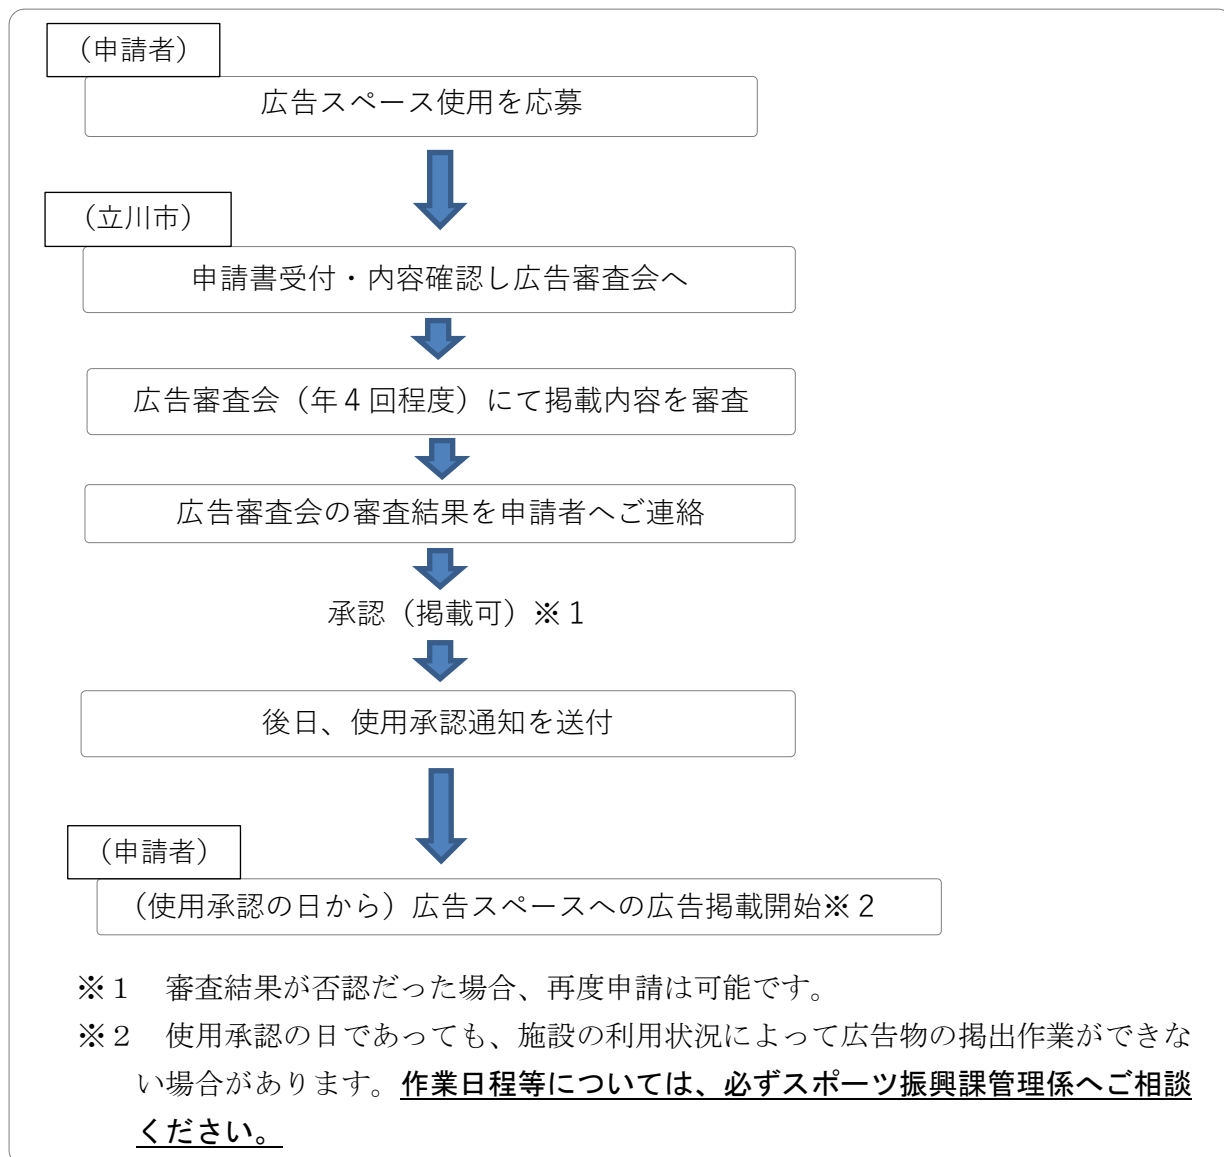 （申請者）
広告スペース使用を応募
（立川市）
申請書受付・内容確認し広告審査会へ
広告審査会（年４回程度）にて掲載内容を審査
広告審査会の審査結果を申請者へご連絡
承認（掲載可）※１
後日、使用承認通知を送付
（申請者）
（使用承認の日から）広告スペースへの広告掲載開始※２
※１　審査結果が否認だった場合、再度申請は可能です。
※２　使用承認の日であっても、施設の利用状況によって広告物の掲出作業ができな
い場合があります。作業日程等については、必ずスポーツ振興課管理係へご相談
ください。